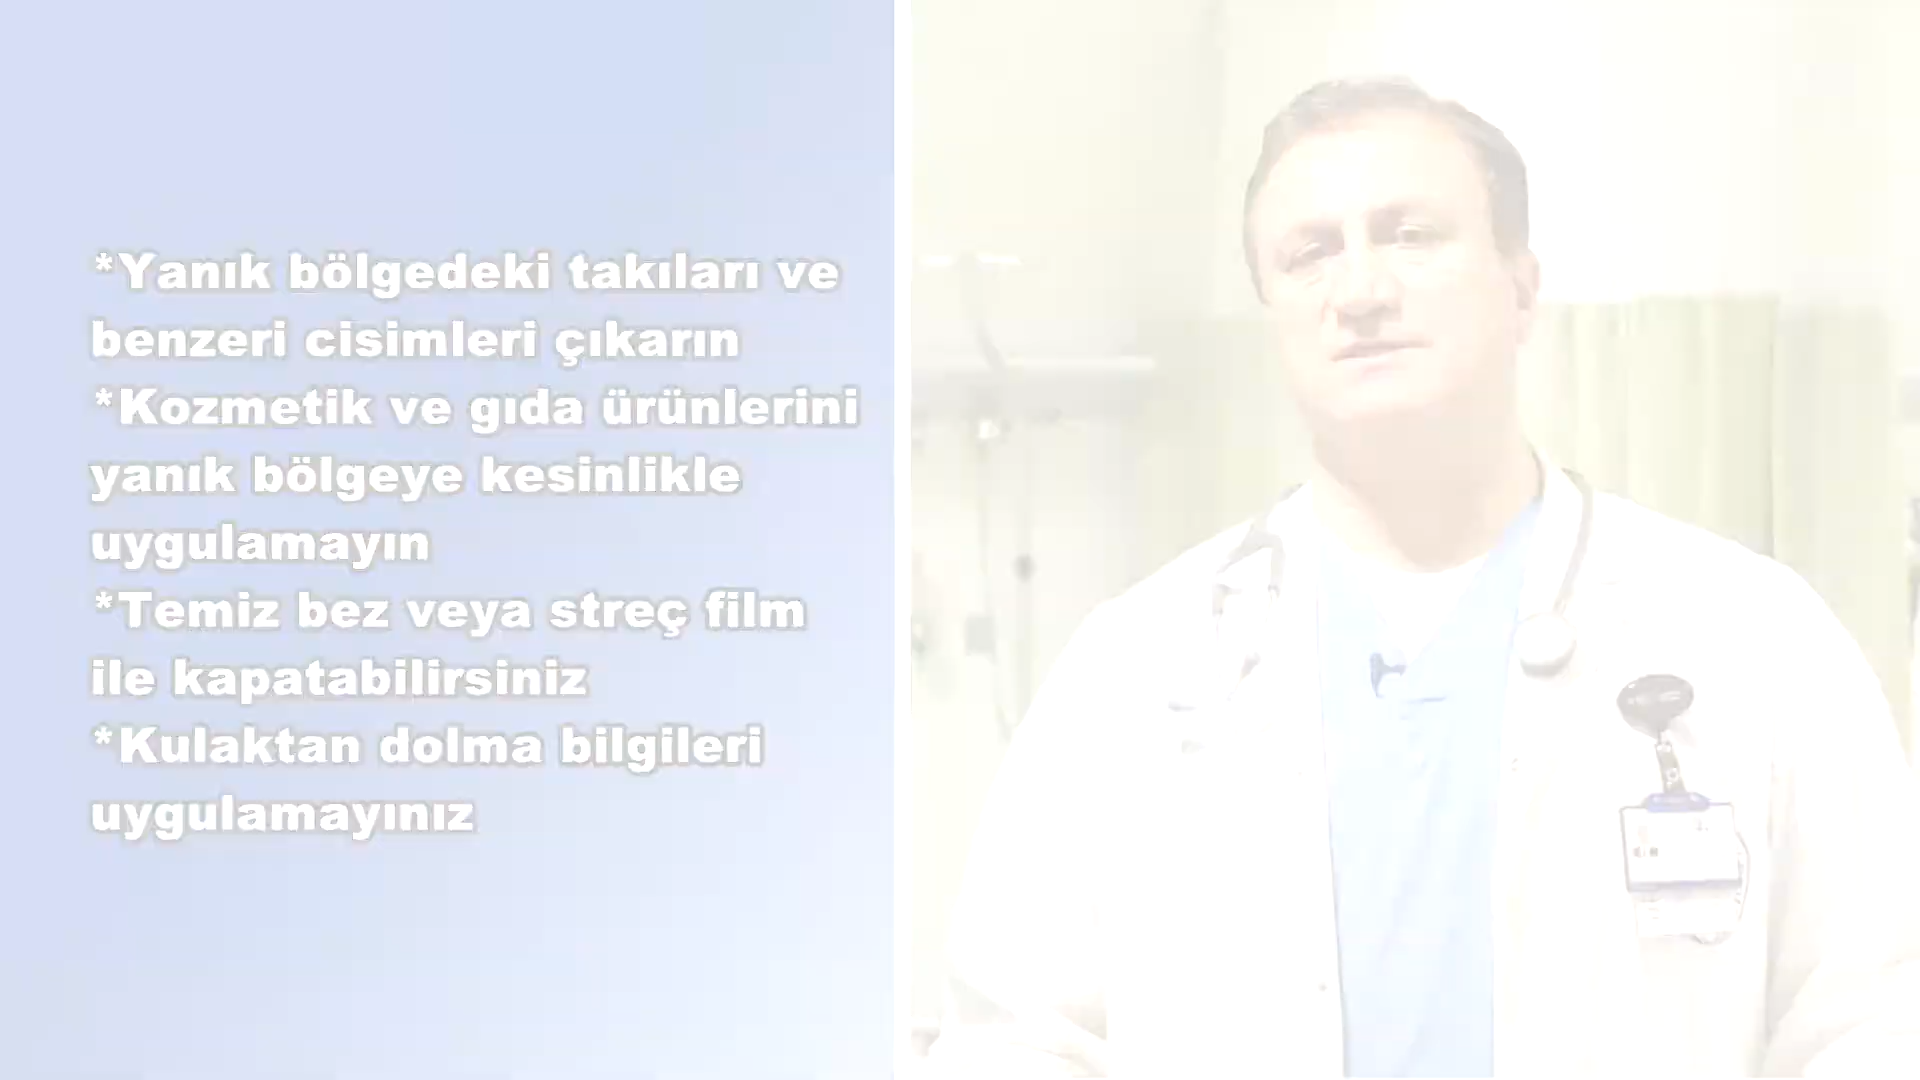 *Yanık bölgedeki takıları ve
benzeri cisimleri çıkarın
*Kozmetik ve gıda ürünlerini
yanık bölgeye kesinlikle
uygulamayın
*Temiz bez veya streç film
ile kapatabilirsiniz
*Kulaktan dolma bilgileri
uygulamayınız